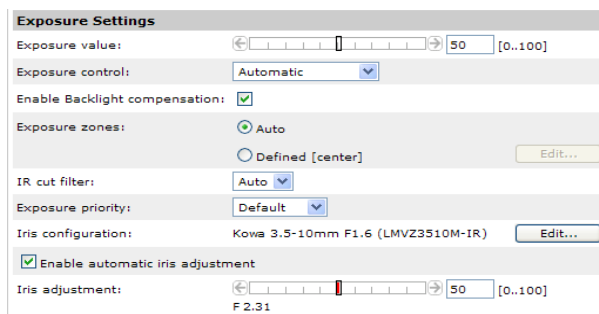 Exposure Settings
Exposure value: 50 [0..100]
Exposure control: Automatic
Enable Backlight compensation:
Exposure zones: Auto
Defined [center] Edit...
IR cut filter: Auto
Exposure priority: Default
Iris configuration: Kowa 3.5-10mm F1.6 (LMVZ3510M-IR) Edit...
Enable automatic iris adjustment
Iris adjustment: 50 [0..100]
F 2.31